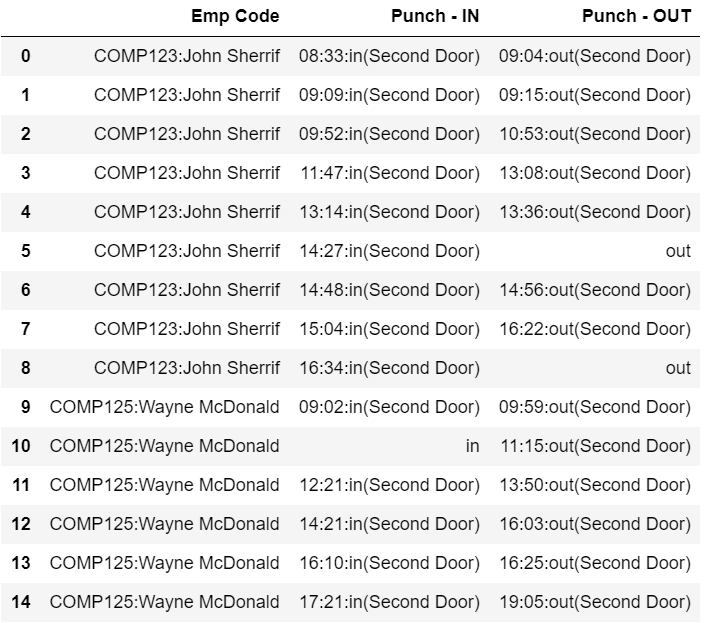 Emp Code Punch - IN Punch - OUT
0 COMP123:John Sherrif 08:33:in(Second Door) 09:04:out(Second Door)
1 COMP123:John Sherrif 09:09:in(Second Door) 09:15:out(Second Door)
2 COMP123:John Sherrif 09:52:in(Second Door) 10:53:out(Second Door)
3 COMP123:John Sherrif 11:47:in(Second Door) 13:08:out(Second Door)
4 COMP123:John Sherrif 13:14:in(Second Door) 13:36:out(Second Door)
5 COMP123:John Sherrif 14:27:in(Second Door) out
6 COMP123:John Sherrif 14:48:in(Second Door) 14:56:out(Second Door)
7 COMP123:John Sherrif 15:04:in(Second Door) 16:22:out(Second Door)
8 COMP123:John Sherrif 16:34:in(Second Door) out
9 COMP125:Wayne McDonald 09:02:in(Second Door) 09:59:out(Second Door)
10 COMP125:Wayne McDonald in 11:15:out(Second Door)
11 COMP125:Wayne McDonald 12:21:in(Second Door) 13:50:out(Second Door)
12 COMP125:Wayne McDonald 14:21:in(Second Door) 16:03:out(Second Door)
13 COMP125:Wayne McDonald 16:10:in(Second Door) 16:25:out(Second Door)
14 COMP125:Wayne McDonald 17:21:in(Second Door) 19:05:out(Second Door)